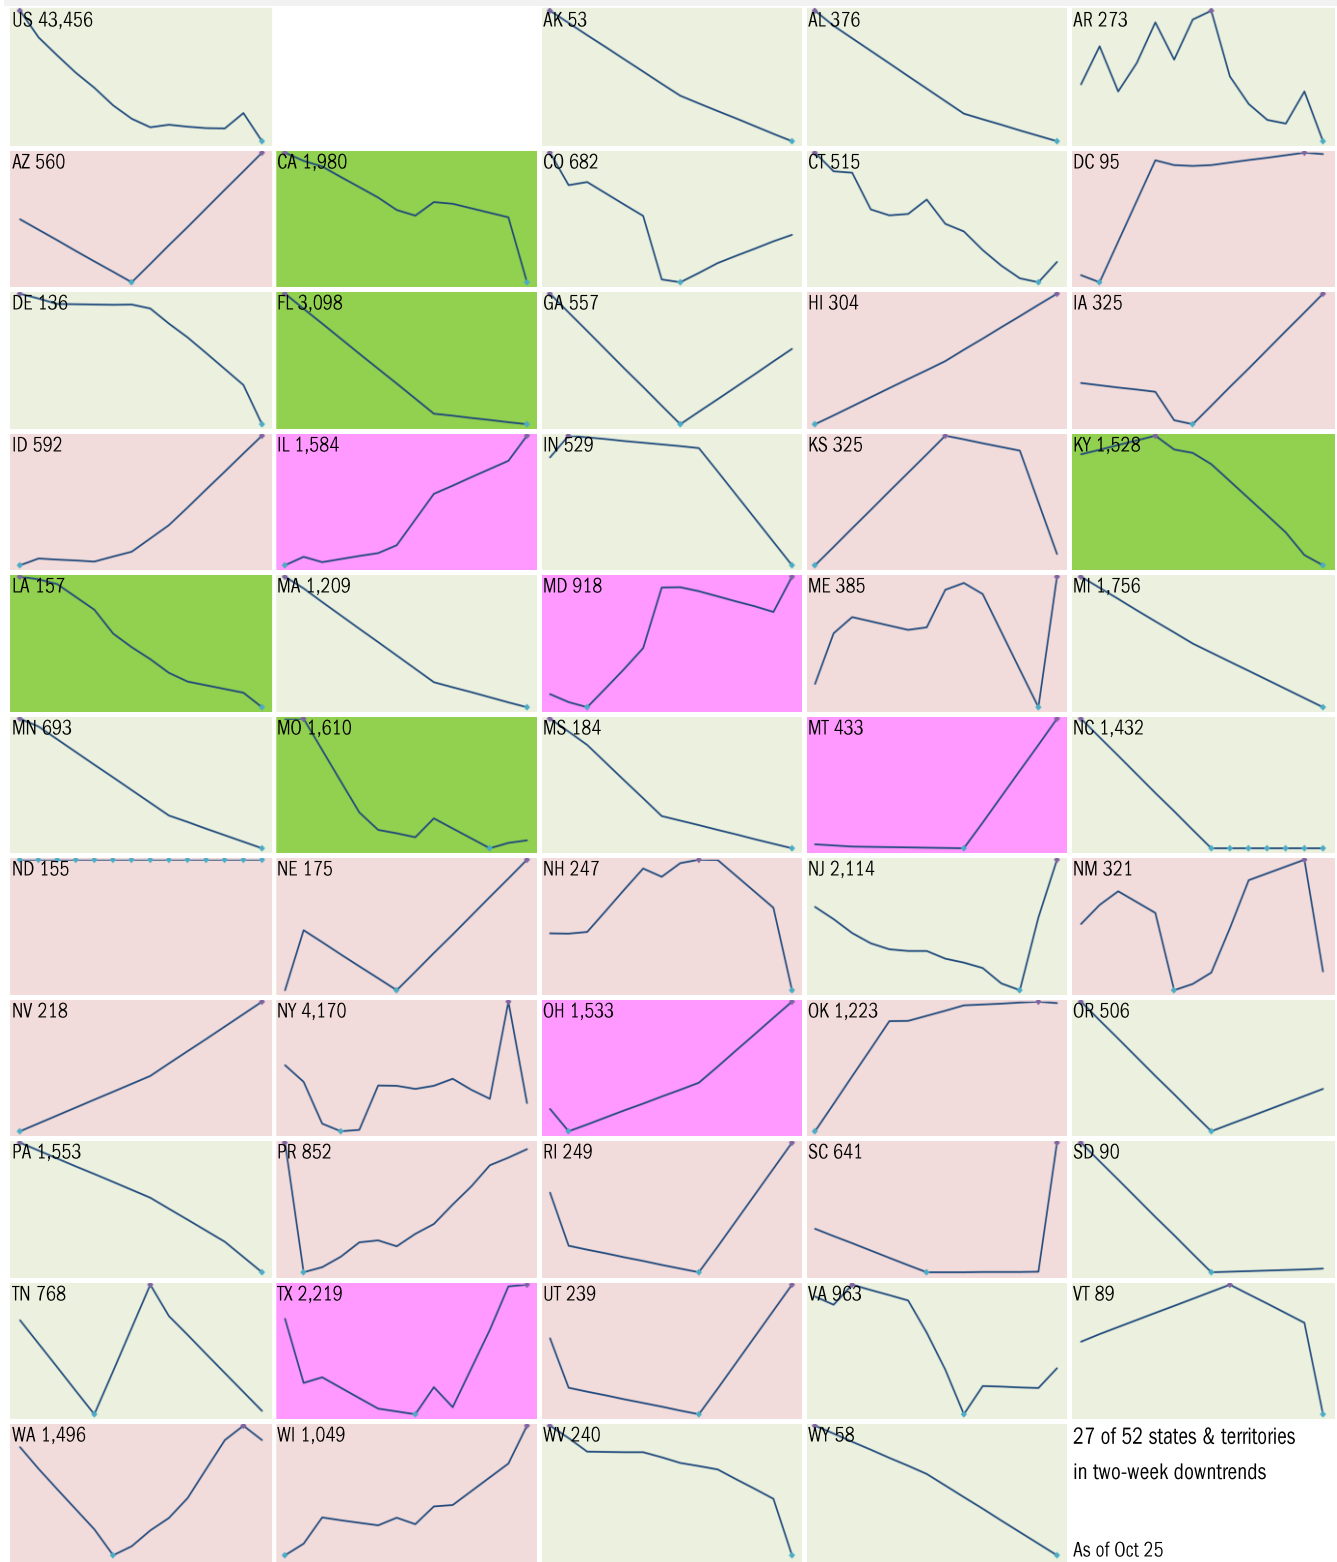 US 43,456
AK 53
AL 376
AR 273
AZ 560
CA 1,980
CO 682
CT 515
DC 95
DE 136
FL 3,098
GA 557
HI 304
IA 325
ID 592
IL 1,584
IN 529
KS 325
KY 1,528
LA 157
MA 1,209
MD 918
ME 385
MI 1,756
MN 693
MO 1,610
MS 184
MT 433
NC 1,432
ND 155
NE 175
NH 247
NJ 2,114
NM 321
NV 218
NY 4,170
OH 1,533
OK 1,223
OR 506
PA 1,553
PR 852
RI 249
SC 641
SD 90
TN 768
TX 2,219
UT 239
VA 963
VT 89
WA 1,496
WI 1,049
WV 240
WY 58
27 of 52 states & territories
in two-week downtrends
As of Oct 25